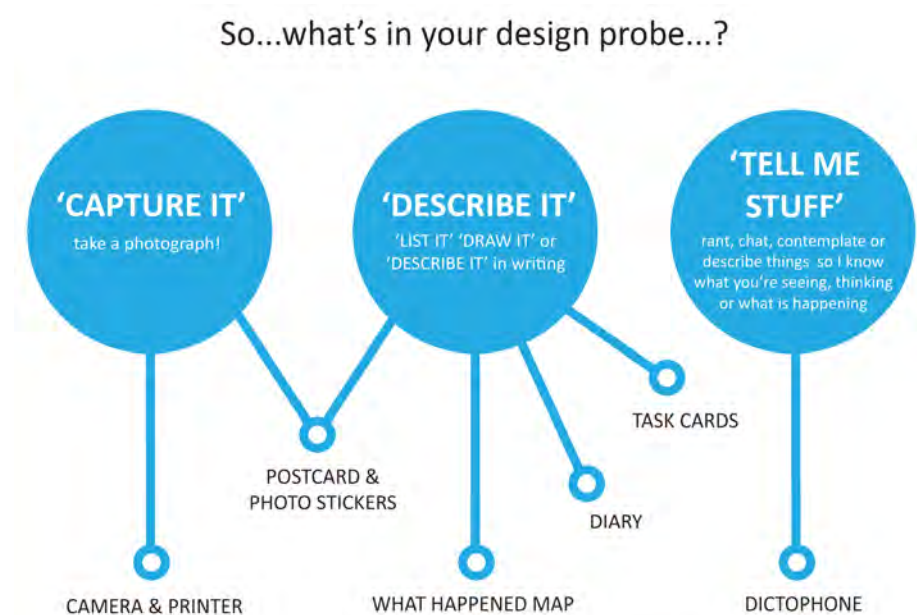 So...what's in your design probe...?
'CAPTURE IT'
take a photograph!
'DESCRIBE IT'
'LIST IT' 'DRAW IT' or
'DESCRIBE IT' in writing
'TELL ME
STUFF'
rant, chat, contemplate or
describe things  so I know
what you're seeing, thinking
or what is happening
TASK CARDS
POSTCARD &
PHOTO STICKERS
DIARY
CAMERA & PRINTER
WHAT HAPPENED MAP
DICTOPHONE